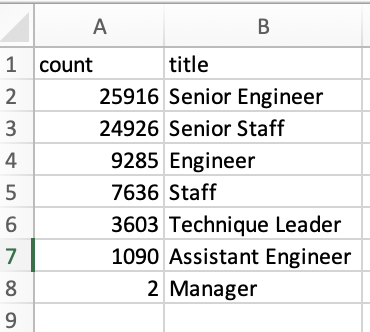 A B
1 count title
2 25916 Senior Engineer
3 24926 Senior Staff
4 9285 Engineer
5 7636 Staff
6 3603 Technique Leader
7 1090 Assistant Engineer
8 2 Manager
9